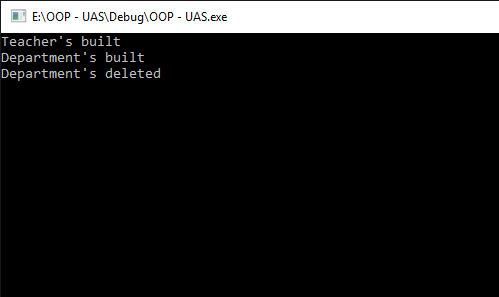 E:\OOP - UAS\Debug\OOP - UAS.exe
Teacher's built
Department's built
Department's deleted